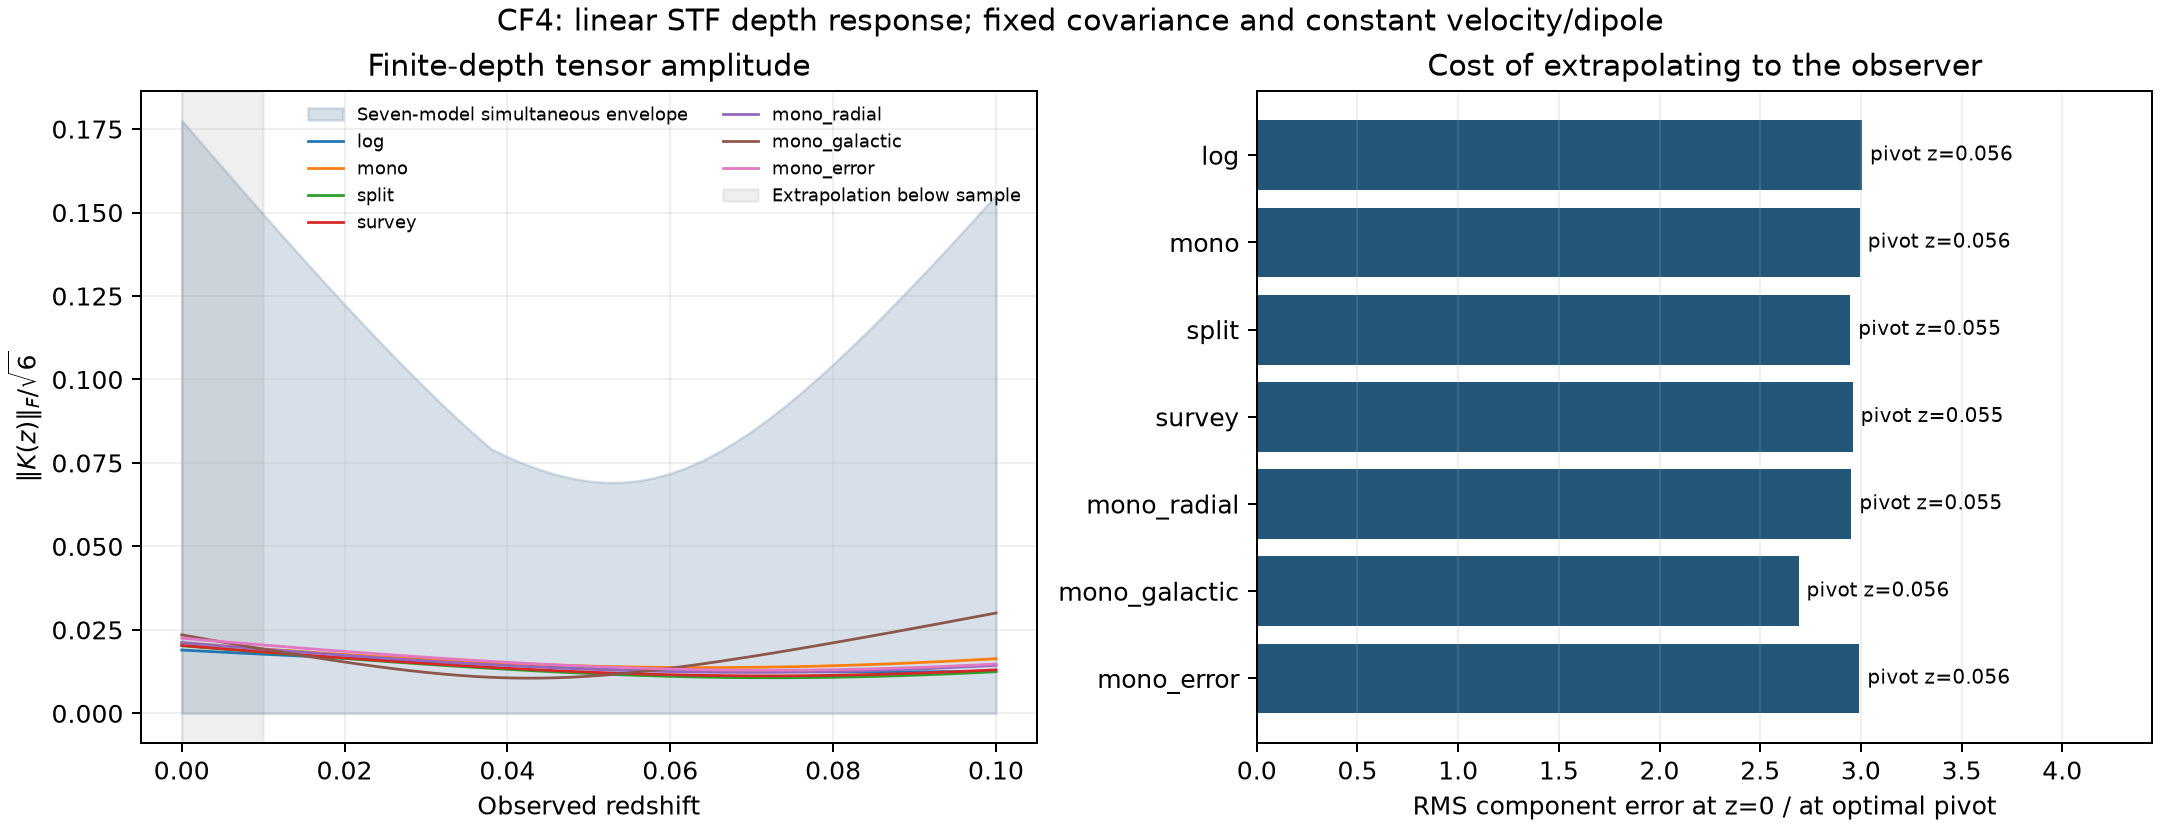 CF4: linear STF depth response; fixed covariance and constant velocity/dipole
Finite-depth tensor amplitude
Seven-model simultaneous envelope
log
mono
split
survey
mono_radial
mono_galactic
mono_error
Extrapolation below sample
0.175
0.150
0.125
0.100
0.075
0.050
0.025
0.000
‖K(z)‖F/√6
0.00 0.02 0.04 0.06 0.08 0.10
Observed redshift
Cost of extrapolating to the observer
log pivot z=0.056
mono pivot z=0.056
split pivot z=0.055
survey pivot z=0.055
mono_radial pivot z=0.055
mono_galactic pivot z=0.056
mono_error pivot z=0.056
0.0 0.5 1.0 1.5 2.0 2.5 3.0 3.5 4.0
RMS component error at z=0 / at optimal pivot